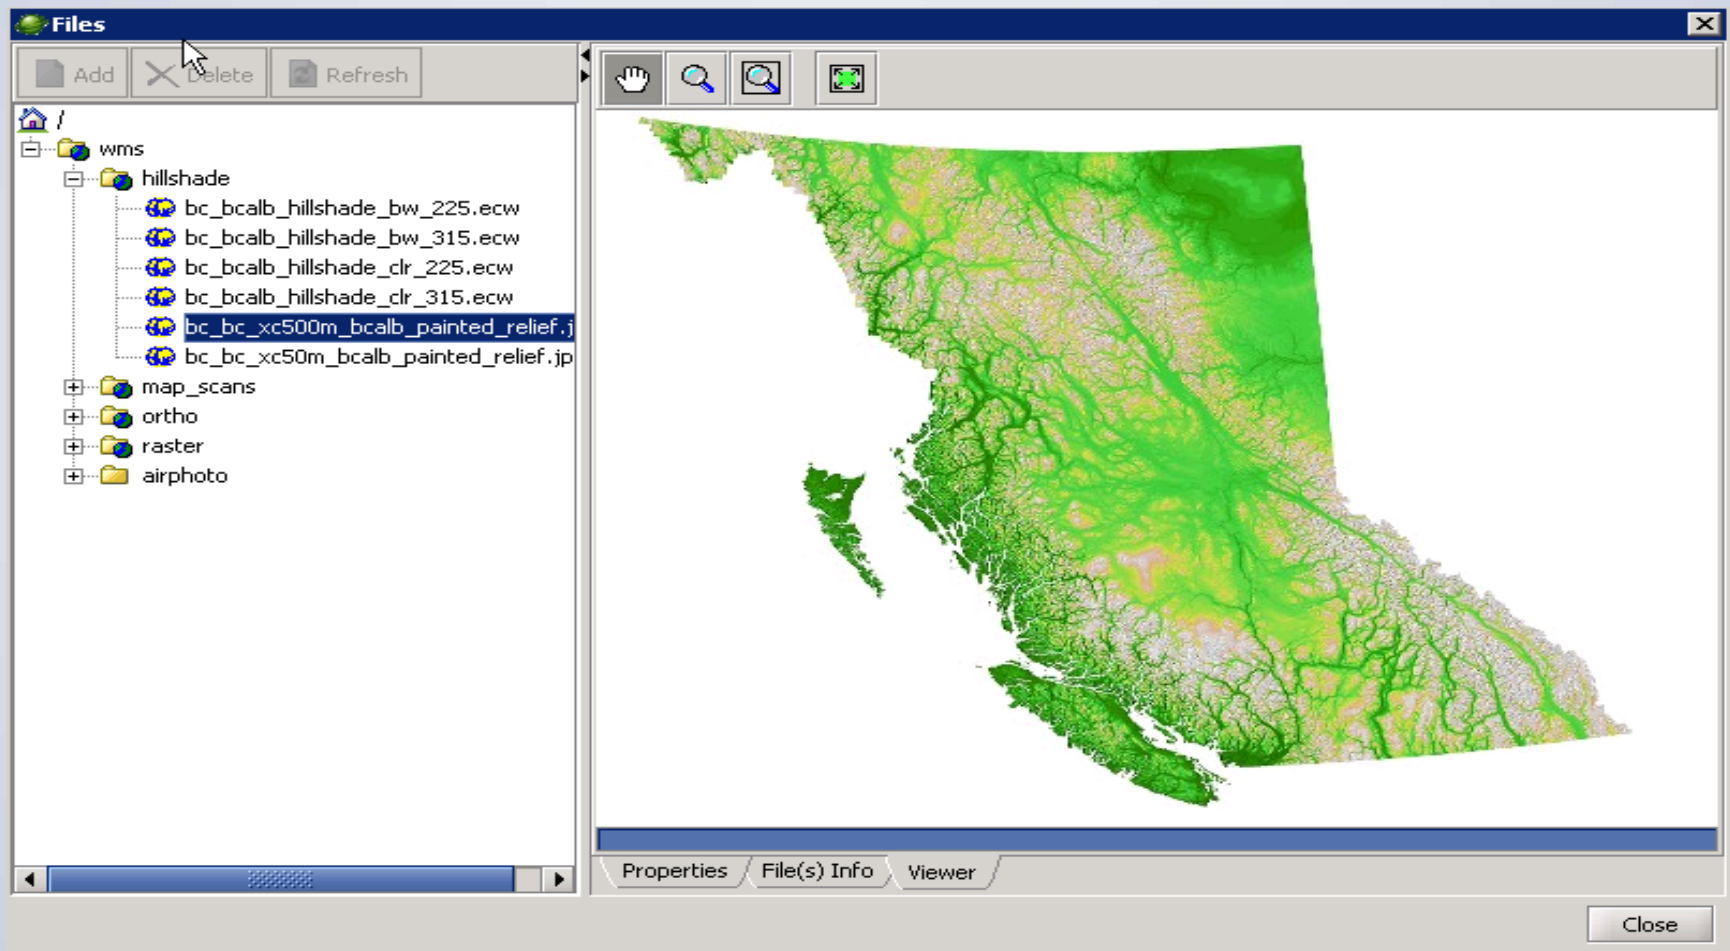 Files
Add Delete Refresh
/
wms
hillshade
bc_bcalb_hillshade_bw_225.ecw
bc_bcalb_hillshade_bw_315.ecw
bc_bcalb_hillshade_clr_225.ecw
bc_bcalb_hillshade_clr_315.ecw
bc_bc_xc500m_bcalb_painted_relief.j
bc_bc_xc50m_bcalb_painted_relief.jp
map_scans
ortho
raster
airphoto
Properties File(s) Info Viewer
Close